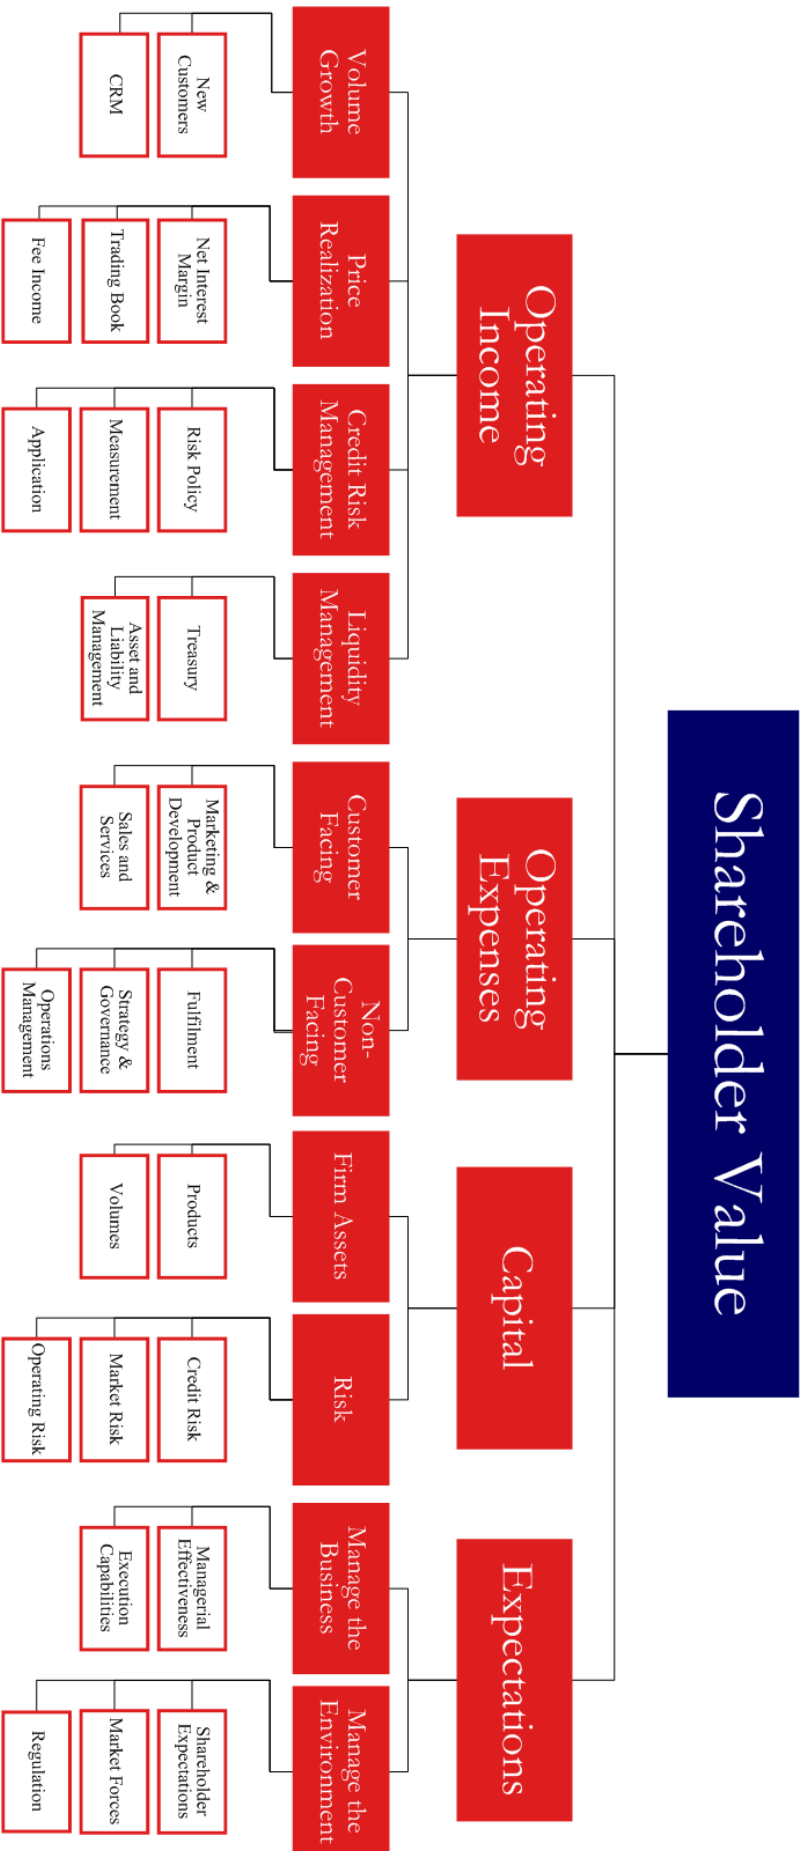 Shareholder Value
Operating
Income
Operating
Expenses
Capital
Expectations
Volume
Growth
Price
Realization
Credit Risk
Management
Liquidity
Management
Customer
Facing
Non-
Customer
Facing
Firm Assets
Risk
Manage the
Business
Manage the
Environment
New
Customers
CRM
Net Interest
Margin
Trading Book
Fee Income
Risk Policy
Measurement
Application
Treasury
Asset and
Liability
Management
Marketing &
Product
Development
Sales and
Services
Fulfilment
Strategy &
Governance
Operations
Management
Products
Volumes
Credit Risk
Market Risk
Operating Risk
Managerial
Effectiveness
Execution
Capabilities
Shareholder
Expectations
Market Forces
Regulation